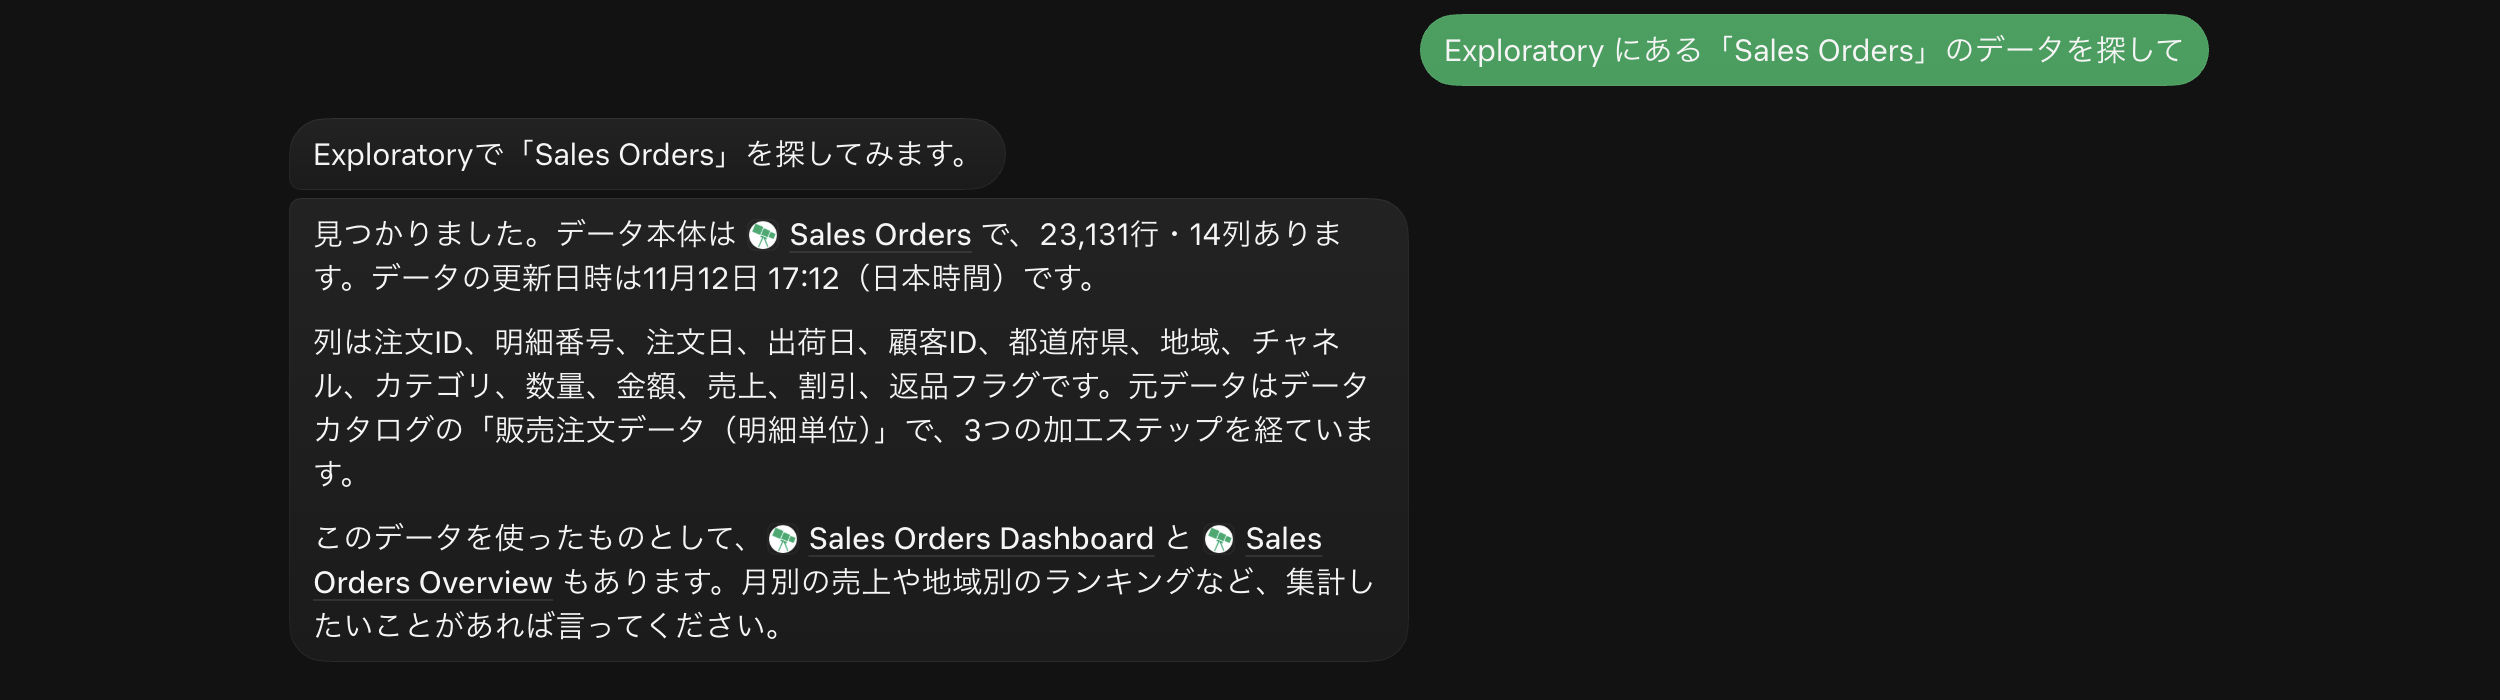 Exploratory にある「Sales Orders」のデータを探して
Exploratoryで「Sales Orders」を探してみます。
見つかりました。データ本体は Sales Orders で、23,131行・14列ありま
す。データの更新日時は11月12日 17:12（日本時間）です。
列は注文ID、明細番号、注文日、出荷日、顧客ID、都道府県、地域、チャネ
ル、カテゴリ、数量、金額、売上、割引、返品フラグです。元データはデータ
カタログの「販売注文データ（明細単位）」で、3つの加工ステップを経ていま
す。
このデータを使ったものとして、 Sales Orders Dashboard と Sales
Orders Overview もあります。月別の売上や地域別のランキングなど、集計し
たいことがあれば言ってください。